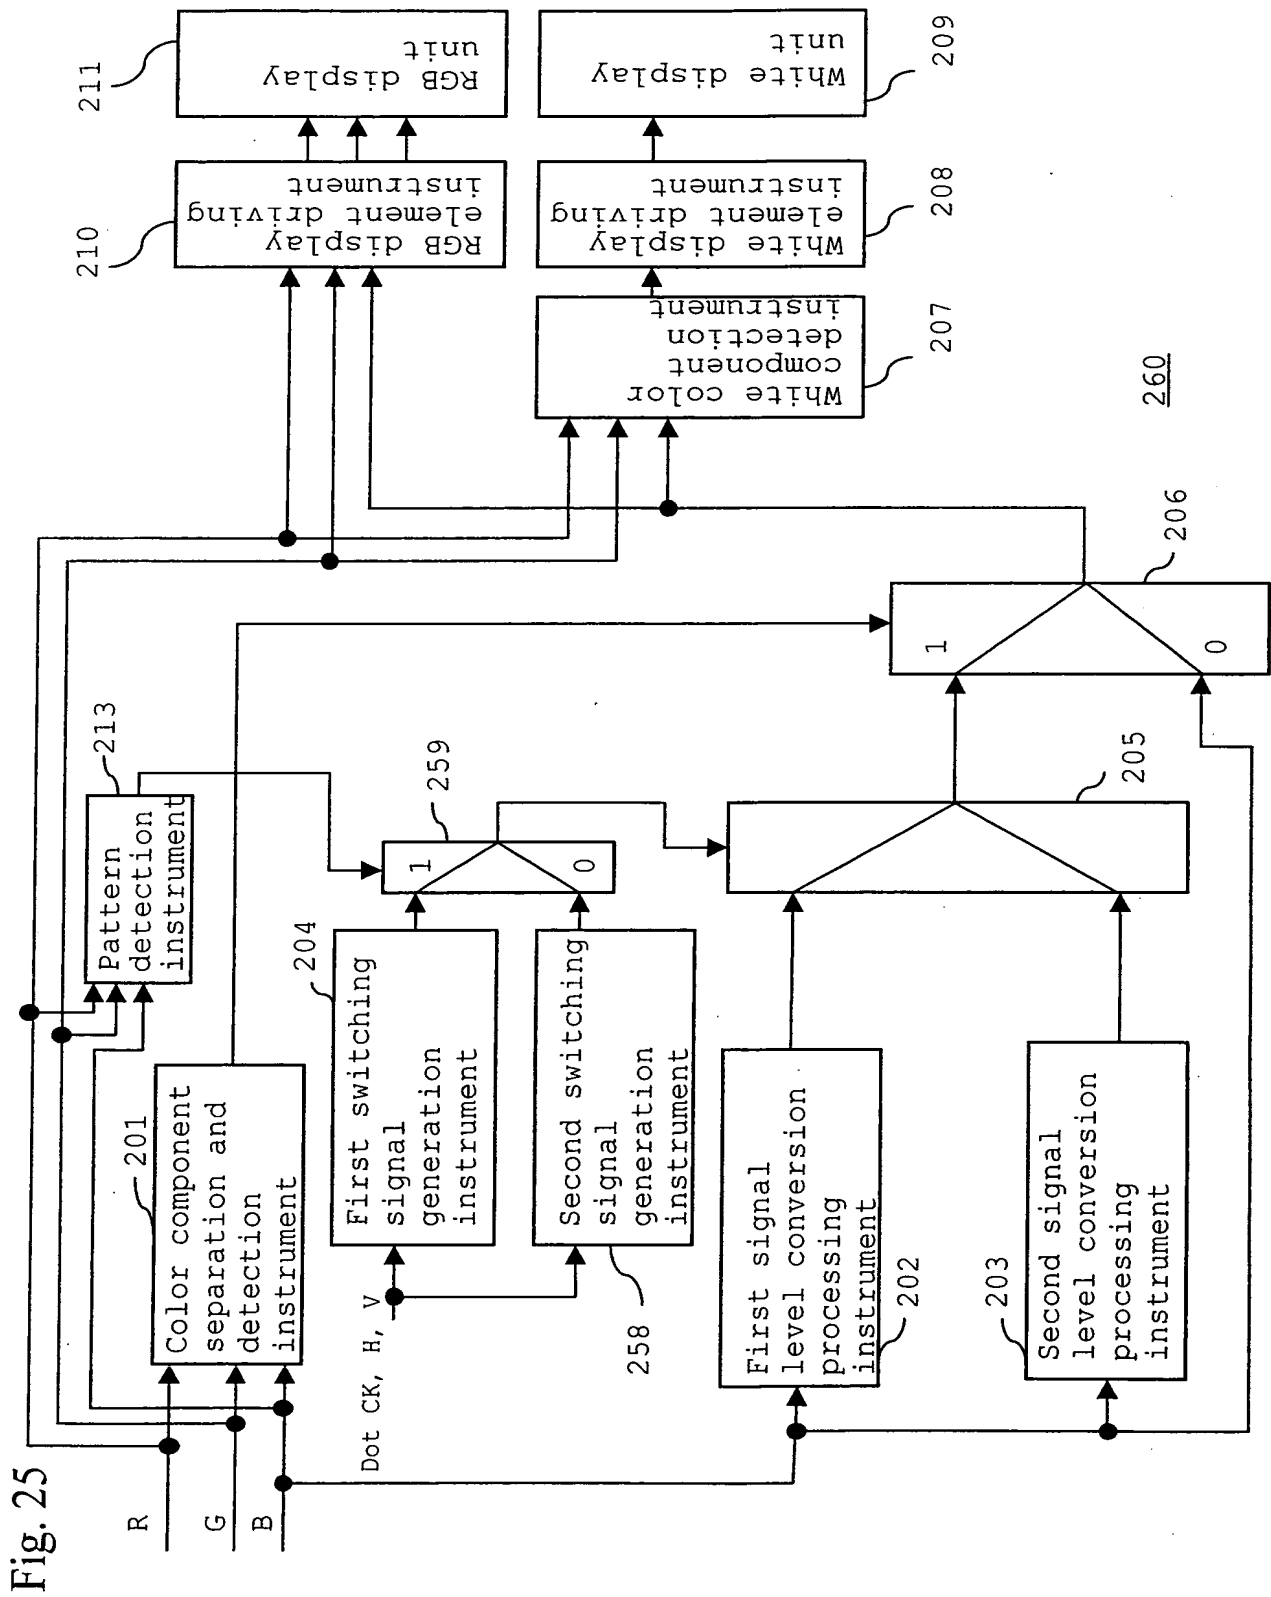 Fig. 25
R
G
B
201
Color component
separation and
detection
instrument
213
Pattern
detection
instrument
Dot CK, H, V
204
First switching
signal
generation
instrument
258
Second switching
signal
generation
instrument
259
1
0
202
First signal
level conversion
processing
instrument
203
Second signal
level conversion
processing
instrument
205
206
1
0
207
White color
component
detection
instrument
208
White display
element driving
instrument
209
White display
unit
210
RGB display
element driving
instrument
211
RGB display
unit
260